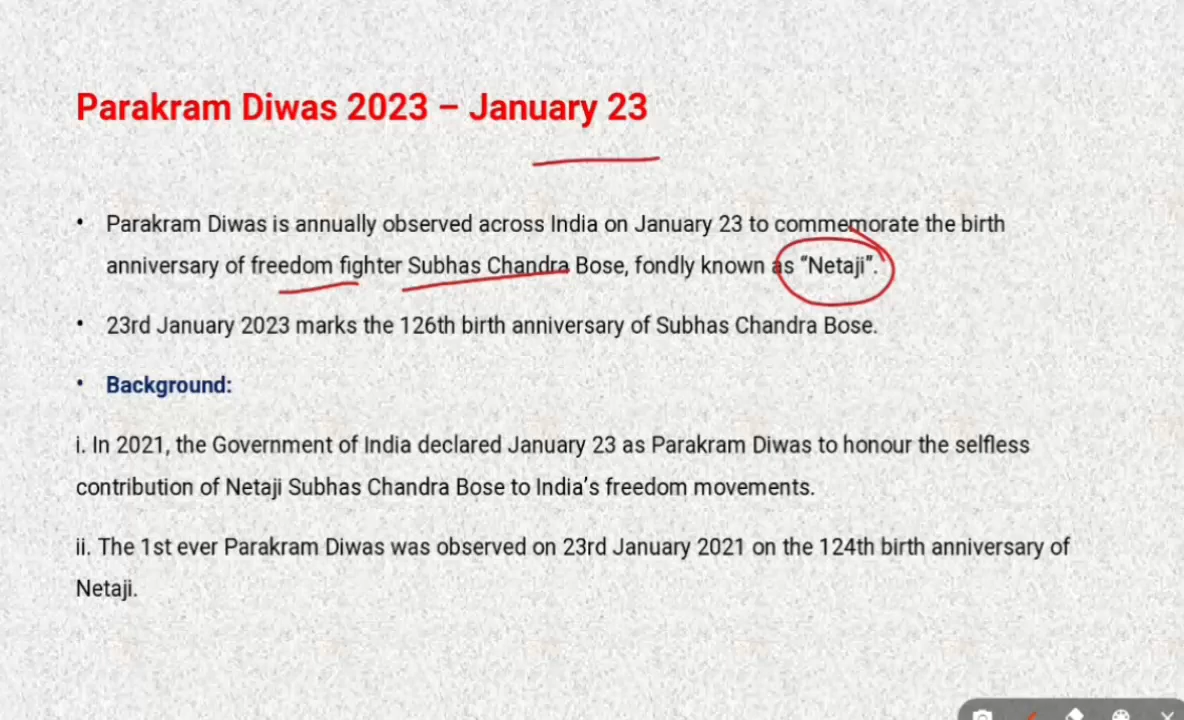 Parakram Diwas 2023 – January 23
• Parakram Diwas is annually observed across India on January 23 to commemorate the birth
anniversary of freedom fighter Subhas Chandra Bose, fondly known as “Netaji”.
• 23rd January 2023 marks the 126th birth anniversary of Subhas Chandra Bose.
• Background:
i. In 2021, the Government of India declared January 23 as Parakram Diwas to honour the selfless
contribution of Netaji Subhas Chandra Bose to India’s freedom movements.
ii. The 1st ever Parakram Diwas was observed on 23rd January 2021 on the 124th birth anniversary of
Netaji.